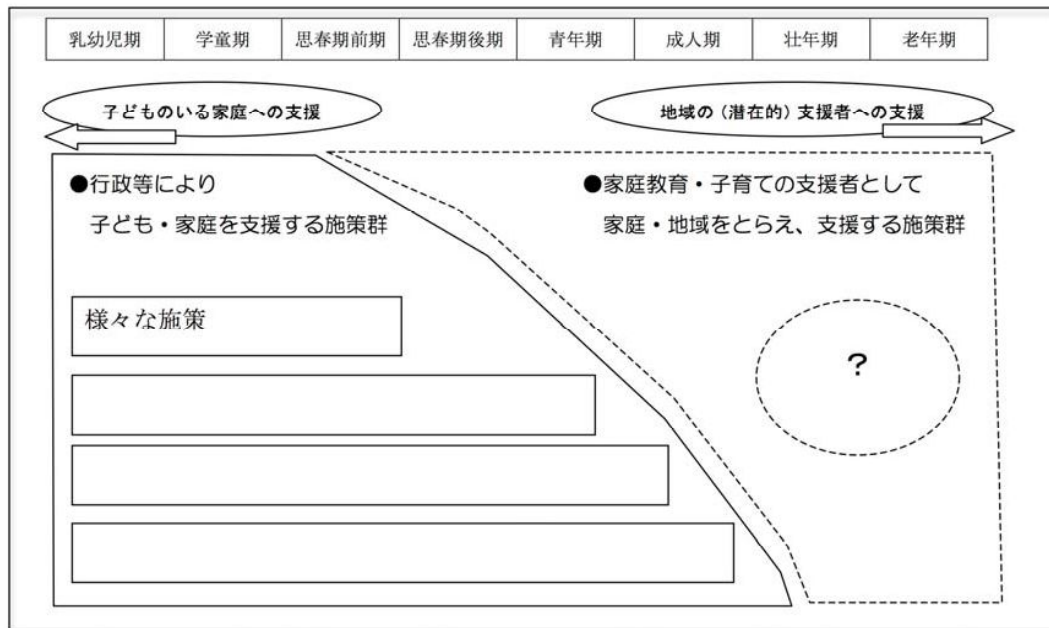 乳幼児期 学童期 思春期前期 思春期後期 青年期 成人期 壮年期 老年期
子どものいる家庭への支援
地域の（潜在的）支援者への支援
●行政等により
子ども・家庭を支援する施策群
●家庭教育・子育ての支援者として
家庭・地域をとらえ、支援する施策群
様々な施策
？